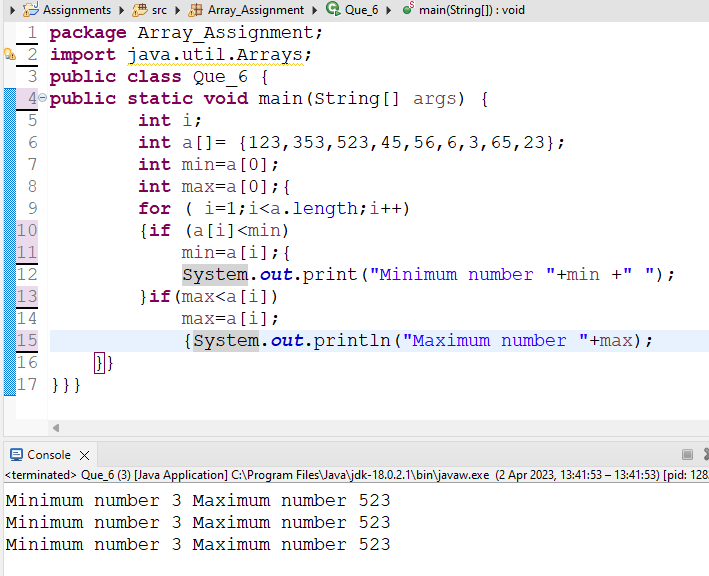 Assignments src Array_Assignment Que_6 main(String[]) : void
1 package Array_Assignment;
2 import java.util.Arrays;
3 public class Que_6 {
4 public static void main(String[] args) {
5 int i;
6 int a[]= {123,353,523,45,56,6,3,65,23};
7 int min=a[0];
8 int max=a[0];{
9 for ( i=1;i<a.length;i++)
10 {if (a[i]<min)
11 min=a[i];{
12 System.out.print("Minimum number "+min +" ");
13 }if(max<a[i])
14 max=a[i];
15 {System.out.println("Maximum number "+max);
16 }}
17 }}}
Console
<terminated> Que_6 (3) [Java Application] C:\Program Files\Java\jdk-18.0.2.1\bin\javaw.exe (2 Apr 2023, 13:41:53 – 13:41:53) [pid: 128
Minimum number 3 Maximum number 523
Minimum number 3 Maximum number 523
Minimum number 3 Maximum number 523